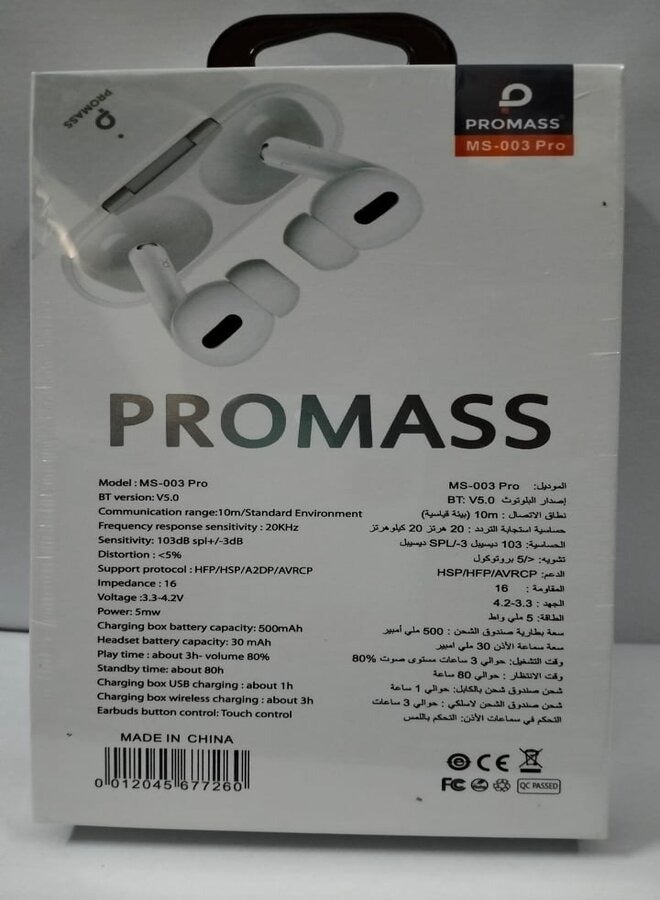 PROMASS
PROMASS
MS-003 Pro
PROMASS
Model : MS-003 Pro
BT version: V5.0
Communication range:10m/Standard Environment
Frequency response sensitivity : 20KHz
Sensitivity: 103dB spl+/-3dB
Distortion : <5%
Support protocol : HFP/HSP/A2DP/AVRCP
Impedance : 16
Voltage :3.3-4.2V
Power: 5mw
Charging box battery capacity: 500mAh
Headset battery capacity: 30 mAh
Play time : about 3h- volume 80%
Standby time: about 80h
Charging box USB charging : about 1h
Charging box wireless charging : about 3h
Earbuds button control: Touch control
الموديل: MS-003 Pro
إصدار البلوتوث BT: V5.0
نطاق الاتصال : 10m (بيئة قياسية)
حساسية استجابة التردد : 20 هرتز 20 كيلوهرتز
الحساسية: 103 ديسيبل SPL/-3 ديسيبل
تشويه: </5 بروتوكول
الدعم: HSP/HFP/AVRCP
المقاومة : 16
الجهد : 3.3-4.2
الطاقة: 5 ملي واط
سعة بطارية صندوق الشحن : 500 ملي أمبير
سعة سماعة الأذن 30 ملي امبير
وقت التشغيل: حوالي 3 ساعات مستوى صوت 80%
وقت الانتظار : حوالي 80 ساعة
شحن صندوق شحن بالكابل: حوالي 1 ساعة
شحن صندوق الشحن لاسلكي : حوالي 3 ساعات
التحكم في سماعات الأذن: التحكم باللمس
MADE IN CHINA
0 012045 677260
CE
FC
QC PASSED